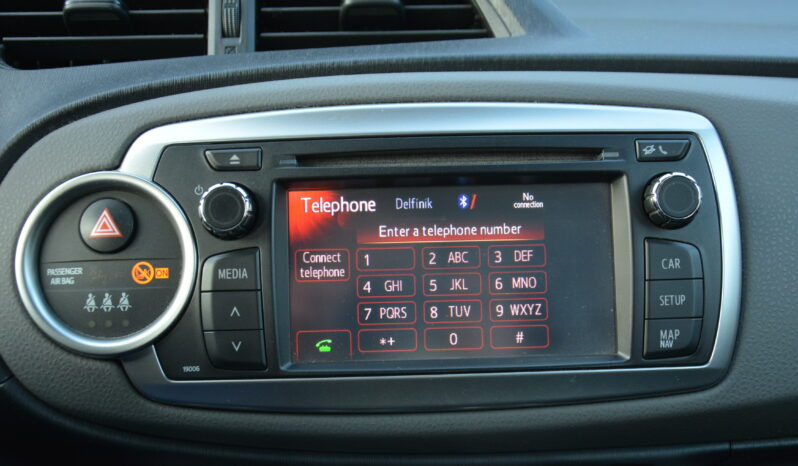 Telephone Delfinik No connection
Enter a telephone number
Connect telephone
1 2 ABC 3 DEF
4 GHI 5 JKL 6 MNO
7 PQRS 8 TUV 9 WXYZ
*+ 0 #
PASSENGER
AIR BAG
ON
MEDIA
19006
CAR
SETUP
MAP
NAV